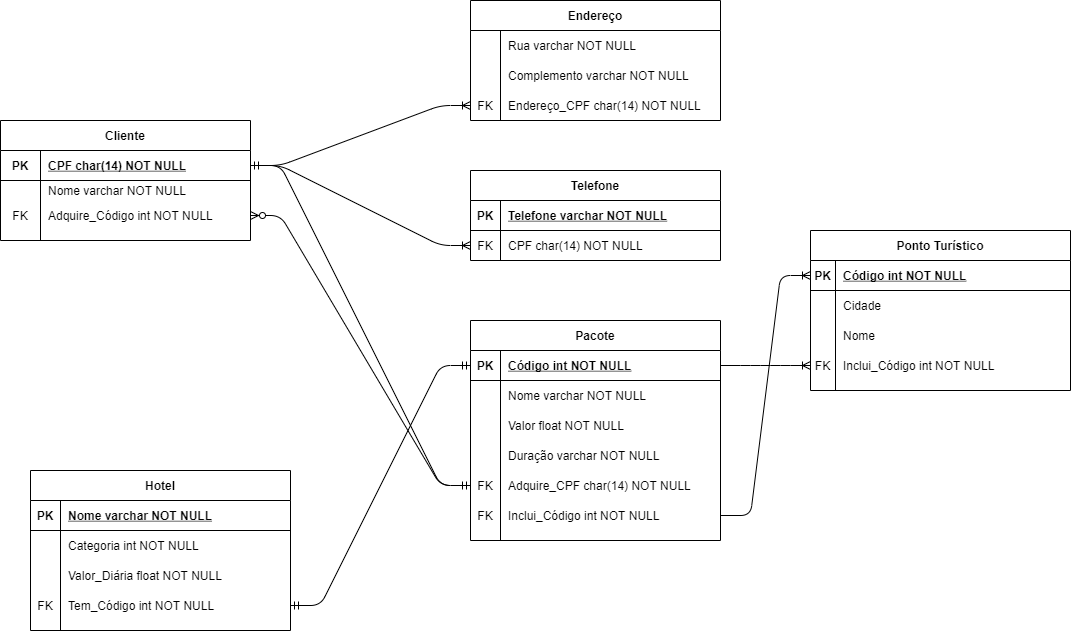 Endereço
Rua varchar NOT NULL
Complemento varchar NOT NULL
FK Endereço_CPF char(14) NOT NULL
Cliente
PK CPF char(14) NOT NULL
Nome varchar NOT NULL
FK Adquire_Código int NOT NULL
Telefone
PK Telefone varchar NOT NULL
FK CPF char(14) NOT NULL
Ponto Turístico
PK Código int NOT NULL
Cidade
Nome
FK Inclui_Código int NOT NULL
Pacote
PK Código int NOT NULL
Nome varchar NOT NULL
Valor float NOT NULL
Duração varchar NOT NULL
FK Adquire_CPF char(14) NOT NULL
FK Inclui_Código int NOT NULL
Hotel
PK Nome varchar NOT NULL
Categoria int NOT NULL
Valor_Diária float NOT NULL
FK Tem_Código int NOT NULL